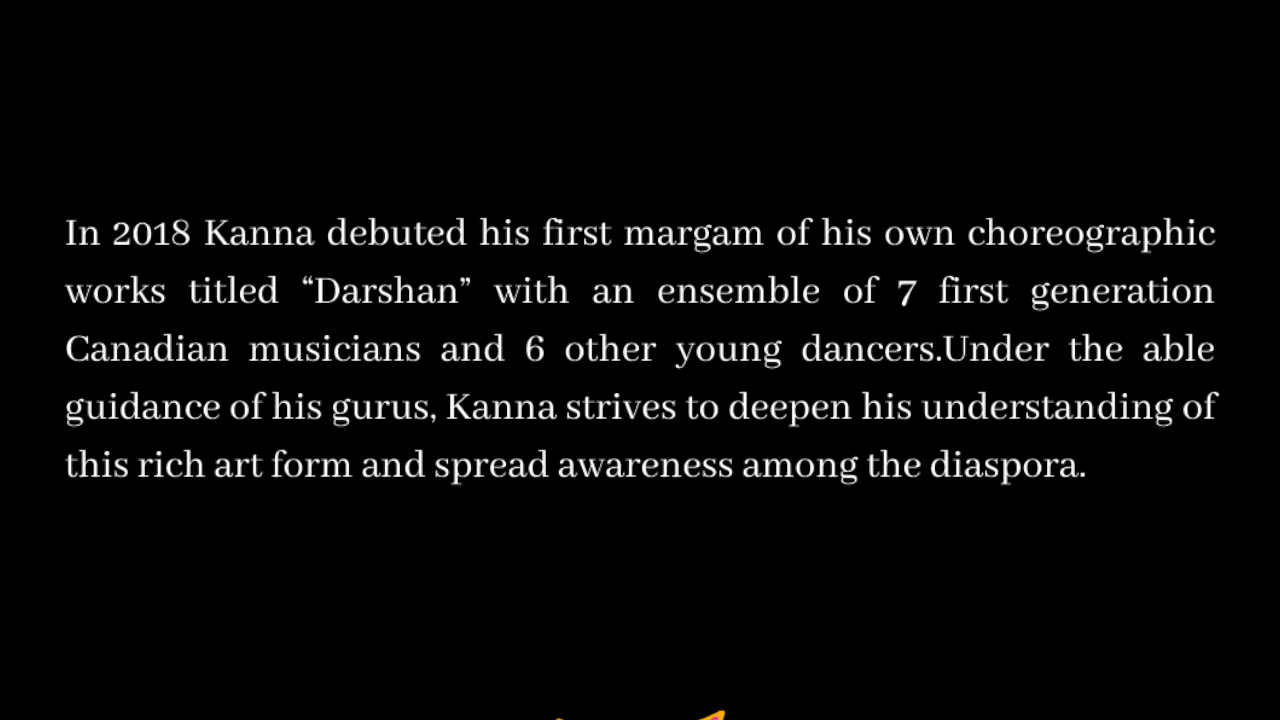 In 2018 Kanna debuted his first margam of his own choreographic
works titled “Darshan” with an ensemble of 7 first generation
Canadian musicians and 6 other young dancers.Under the able
guidance of his gurus, Kanna strives to deepen his understanding of
this rich art form and spread awareness among the diaspora.